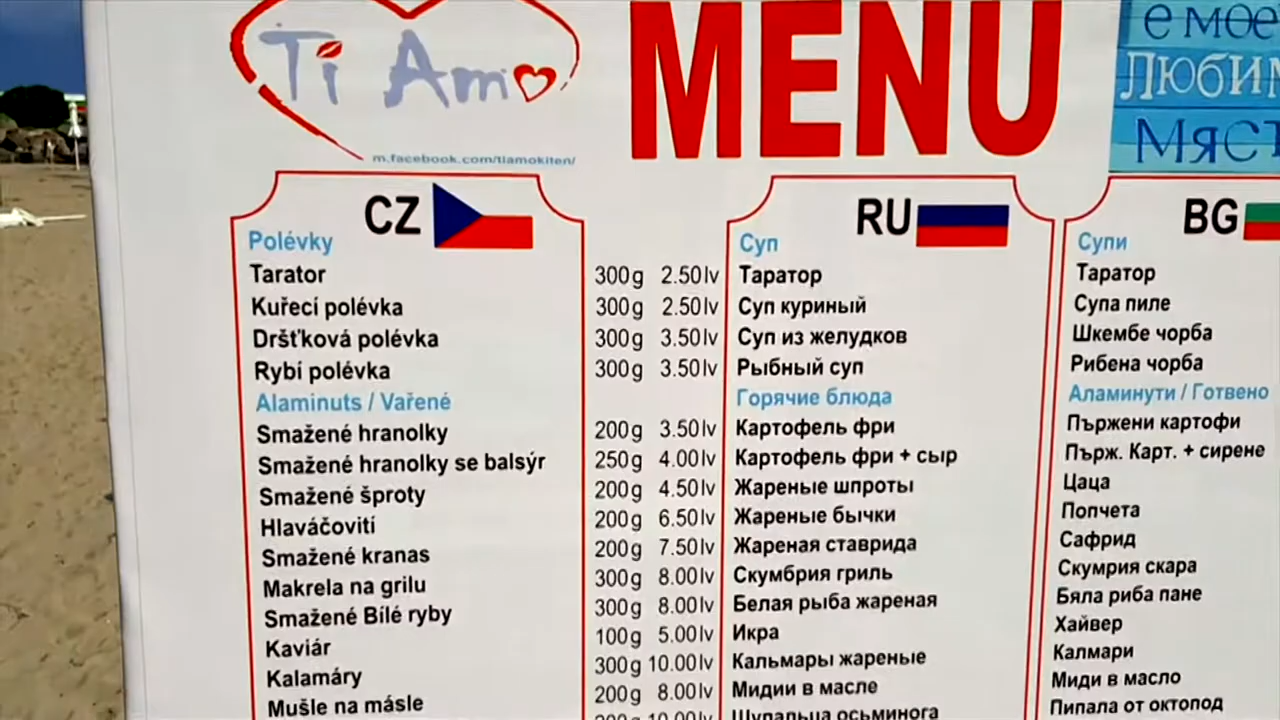 Ti Amo
m.facebook.com/tiamokiten/
MENU
е мое
Мяст
CZ
Polévky
Tarator
Kuřecí polévka
Dršťková polévka
Rybí polévka
Alaminuts / Vařené
Smažené hranolky
Smažené hranolky se balsýr
Smažené šproty
Hlaváčovití
Smažené kranas
Makrela na grilu
Smažené Bílé ryby
Kaviár
Kalamáry
Mušle na másle
300g 2.50lv
300g 2.50lv
300g 3.50lv
300g 3.50lv
200g 3.50lv
250g 4.00lv
200g 4.50lv
200g 6.50lv
200g 7.50lv
300g 8.00lv
300g 8.00lv
100g 5.00lv
300g 10.00lv
200g 8.00lv
200g 10.00lv
RU
Суп
Таратор
Суп куриный
Суп из желудков
Рыбный суп
Горячие блюда
Картофель фри
Картофель фри + сыр
Жареные шпроты
Жареные бычки
Жареная ставрида
Скумбрия гриль
Белая рыба жареная
Икра
Кальмары жареные
Мидии в масле
Щупальца осьминога
BG
Супи
Таратор
Супа пиле
Шкембе чорба
Рибена чорба
Аламинути / Готвено
Пържени картофи
Пърж. Карт. + сирене
Цаца
Попчета
Сафрид
Скумрия скара
Бяла риба пане
Хайвер
Калмари
Миди в масло
Пипала от октопод